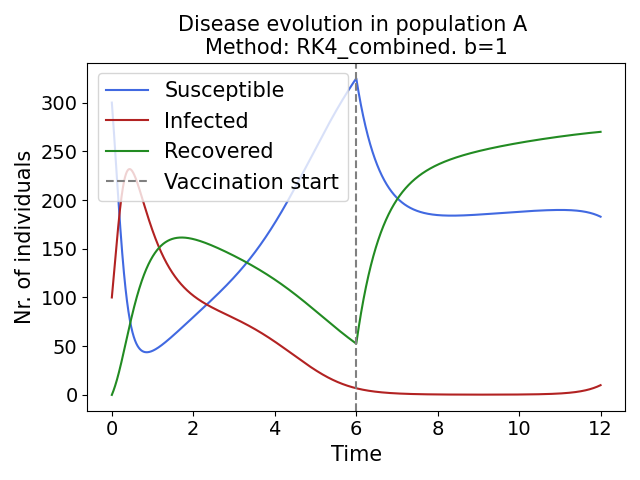 Disease evolution in population A
Method: RK4_combined. b=1
Susceptible
Infected
Recovered
Vaccination start
Nr. of individuals
300
250
200
150
100
50
0
0 2 4 6 8 10 12
Time